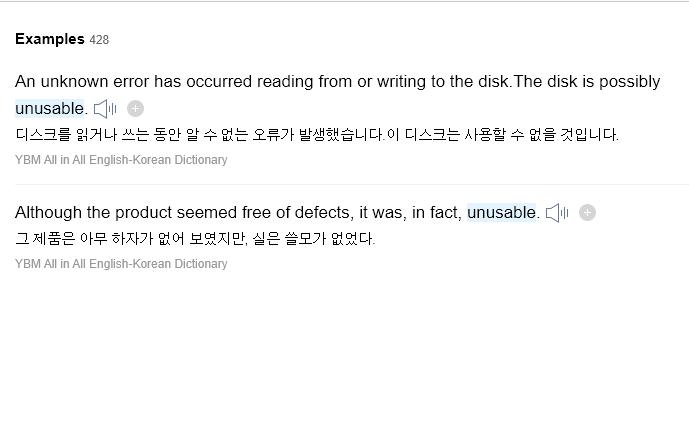 Examples 428
An unknown error has occurred reading from or writing to the disk.The disk is possibly
unusable.
디스크를 읽거나 쓰는 동안 알 수 없는 오류가 발생했습니다.이 디스크는 사용할 수 없을 것입니다.
YBM All in All English-Korean Dictionary
Although the product seemed free of defects, it was, in fact, unusable.
그 제품은 아무 하자가 없어 보였지만, 실은 쓸모가 없었다.
YBM All in All English-Korean Dictionary